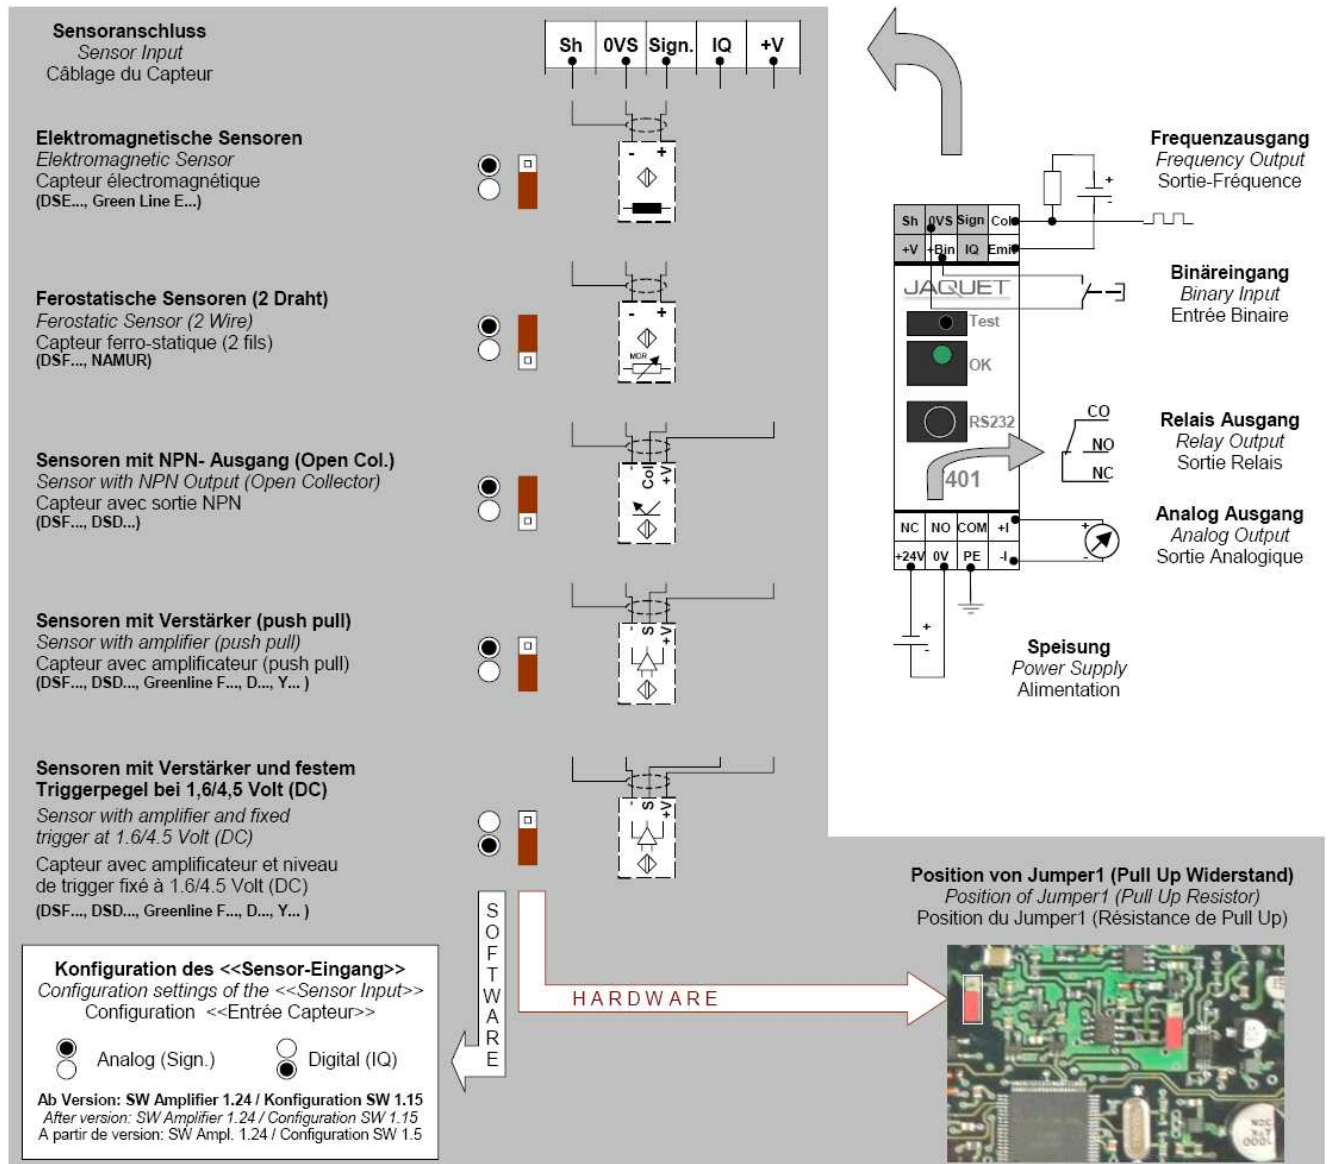 Sensoranschluss
Sensor Input
Câblage du Capteur
Sh 0VS Sign. IQ +V
Elektromagnetische Sensoren
Elektromagnetic Sensor
Capteur électromagnétique
(DSE..., Green Line E...)
- +
Ferostatische Sensoren (2 Draht)
Ferostatic Sensor (2 Wire)
Capteur ferro-statique (2 fils)
(DSF..., NAMUR)
- +
MDR
Sensoren mit NPN- Ausgang (Open Col.)
Sensor with NPN Output (Open Collector)
Capteur avec sortie NPN
(DSF..., DSD...)
- Col +V
Sensoren mit Verstärker (push pull)
Sensor with amplifier (push pull)
Capteur avec amplificateur (push pull)
(DSF..., DSD..., Greenline F..., D..., Y... )
- S +V
Sensoren mit Verstärker und festem
Triggerpegel bei 1,6/4,5 Volt (DC)
Sensor with amplifier and fixed
trigger at 1.6/4.5 Volt (DC)
Capteur avec amplificateur et niveau
de trigger fixé à 1.6/4.5 Volt (DC)
(DSF..., DSD..., Greenline F..., D..., Y... )
- S +V
SOFTWARE
HARDWARE
Konfiguration des <<Sensor-Eingang>>
Configuration settings of the <<Sensor Input>>
Configuration <<Entrée Capteur>>
Analog (Sign.) Digital (IQ)
Ab Version: SW Amplifier 1.24 / Konfiguration SW 1.15
After version: SW Amplifier 1.24 / Configuration SW 1.15
A partir de version: SW Ampl. 1.24 / Configuration SW 1.5
Frequenzausgang
Frequency Output
Sortie-Fréquence
+
-
Sh 0VS Sign Col
+V +Bin IQ Emit
JAQUET
Test
OK
RS232
401
Binäreingang
Binary Input
Entrée Binaire
CO
NO
NC
Relais Ausgang
Relay Output
Sortie Relais
NC NO COM +I
+24V 0V PE -I
+
-
Analog Ausgang
Analog Output
Sortie Analogique
+
-
Speisung
Power Supply
Alimentation
Position von Jumper1 (Pull Up Widerstand)
Position of Jumper1 (Pull Up Resistor)
Position du Jumper1 (Résistance de Pull Up)